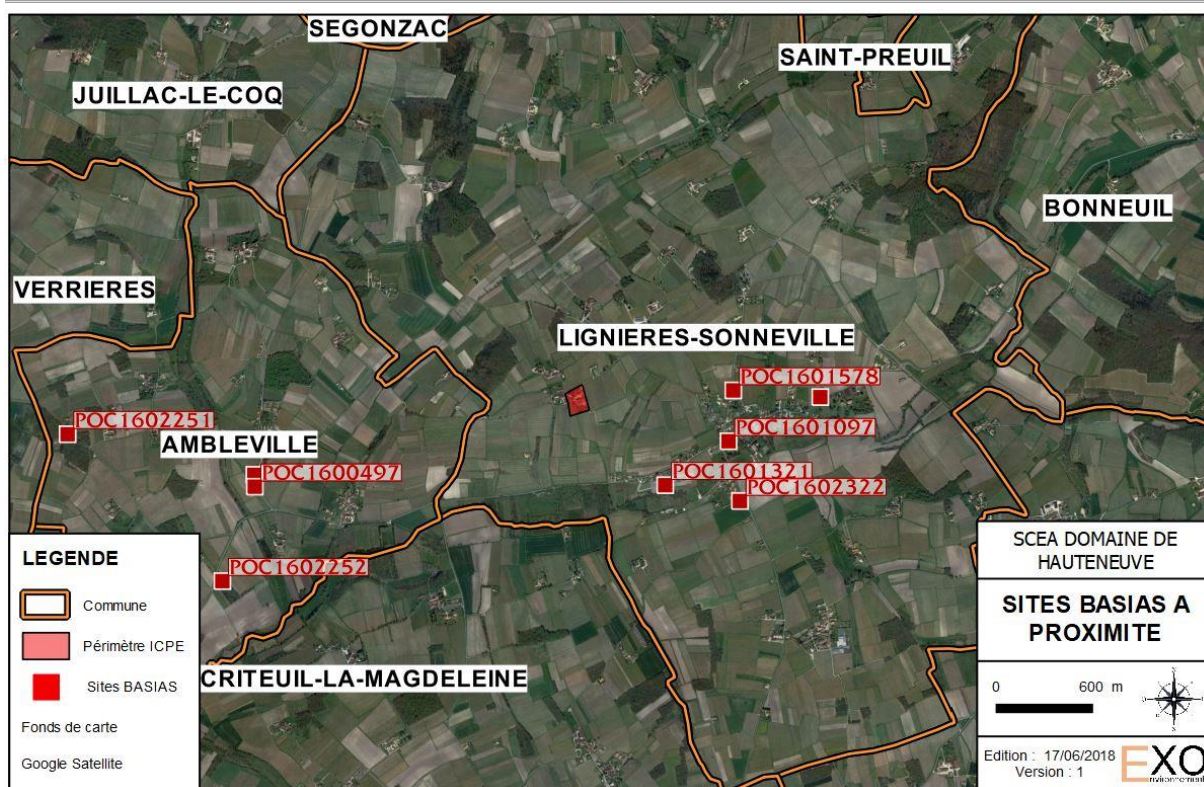 SEGONZAC
SAINT-PREUIL
JUILLAC-LE-COQ
BONNEUIL
VERRIERES
LIGNIERES-SONNEVILLE
POC1601578
POC1602251
AMBLEVILLE
POC1601097
POC1600497
POC1601321
POC1602322
POC1602252
CRITEUIL-LA-MAGDELEINE
LEGENDE
Commune
Périmètre ICPE
Sites BASIAS
Fonds de carte
Google Satellite
SCEA DOMAINE DE
HAUTENEUVE
SITES BASIAS A
PROXIMITE
0 600 m
Edition : 17/06/2018
Version : 1
EXO
nvironnement